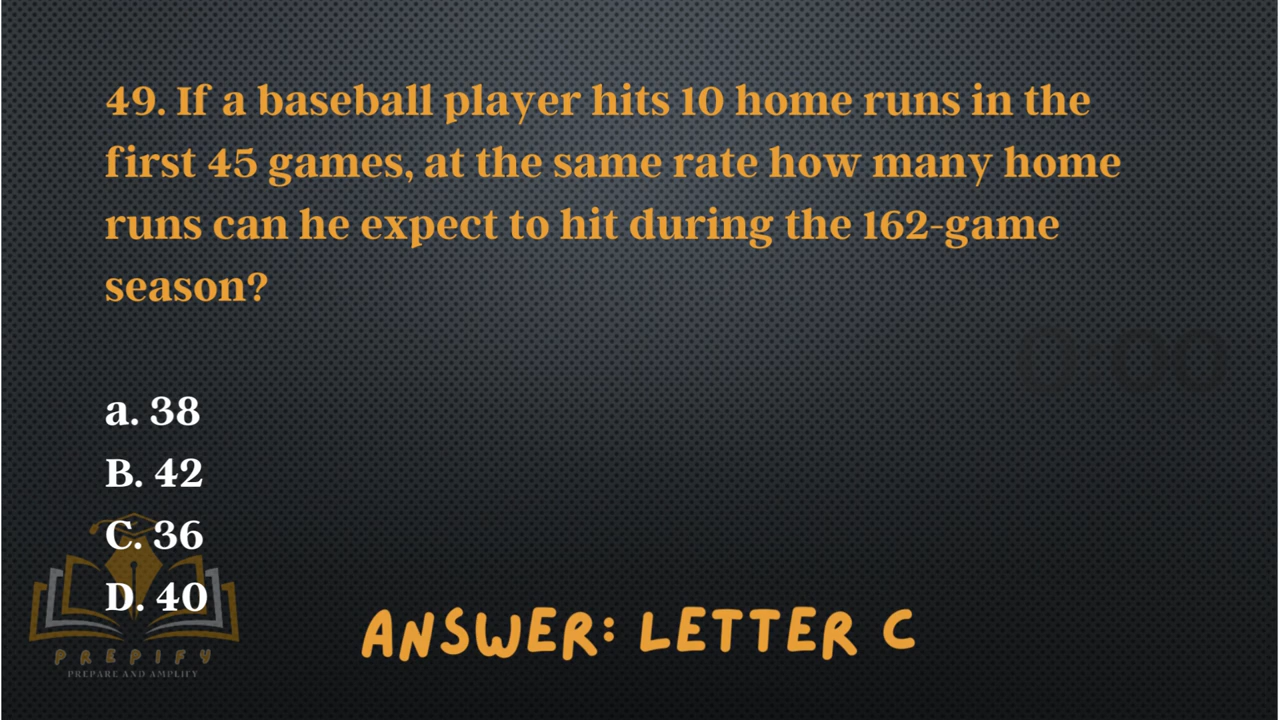 49. If a baseball player hits 10 home runs in the
first 45 games, at the same rate how many home
runs can he expect to hit during the 162-game
season?
a. 38
B. 42
C. 36
D. 40
ANSWER: LETTER C
PREPIFY
PREPARE AND AMPLIFY